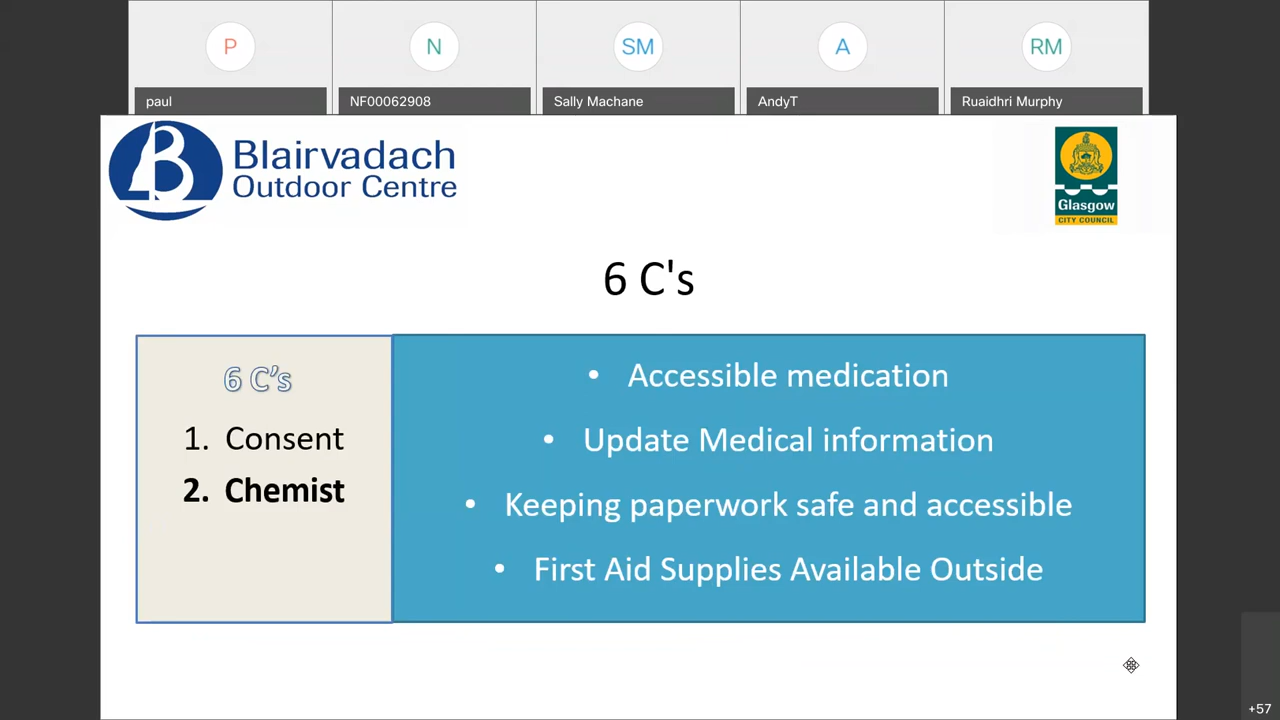 P
N
SM
A
RM
paul
NF00062908
Sally Machane
AndyT
Ruaidhri Murphy
B
Blairvadach
Outdoor Centre
Glasgow
CITY COUNCIL
6 C's
6 C’s
1. Consent
2. Chemist
• Accessible medication
• Update Medical information
• Keeping paperwork safe and accessible
• First Aid Supplies Available Outside
+57